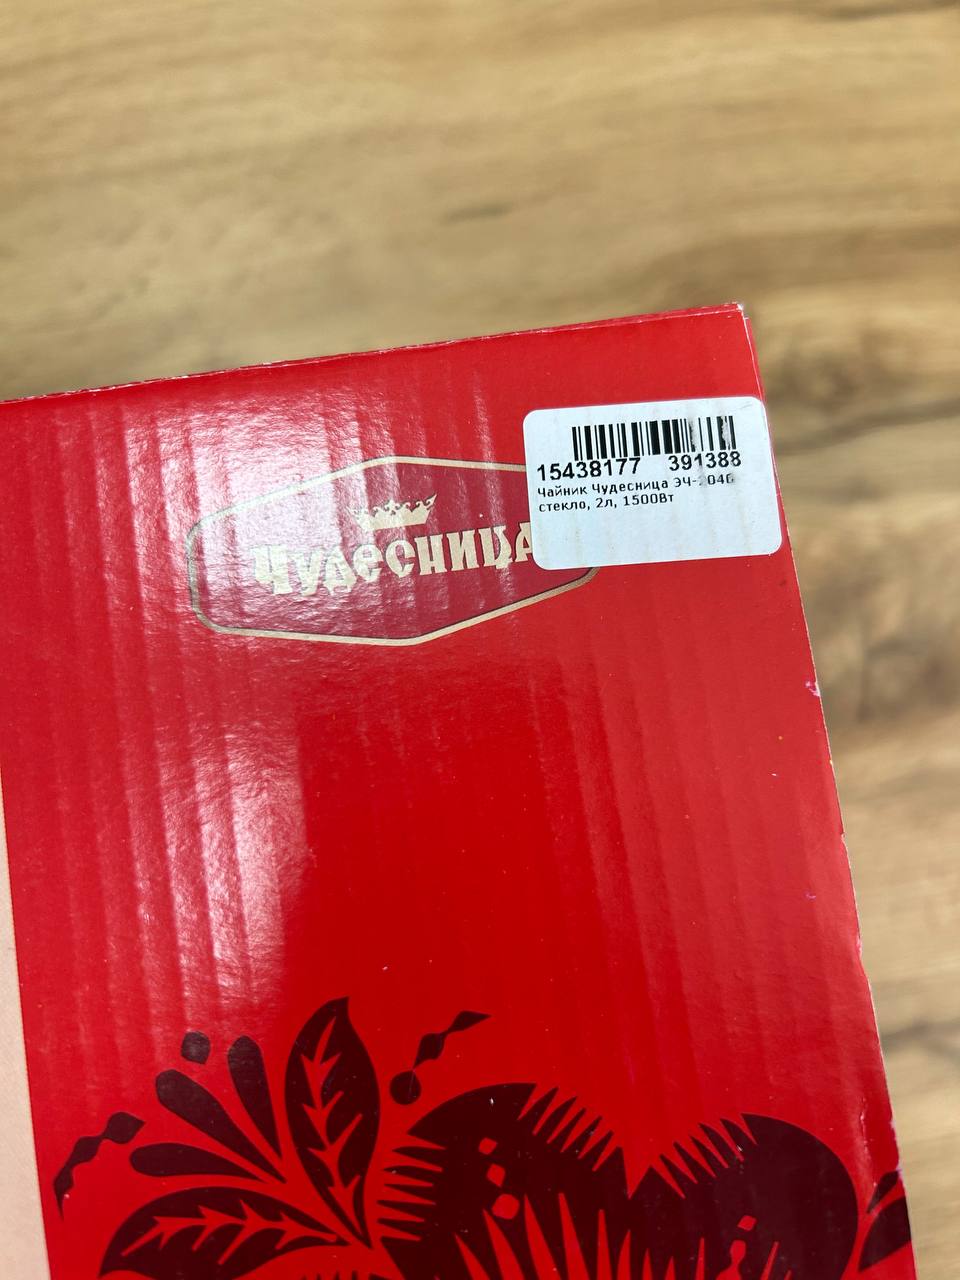 15438177 391388
Чайник Чудесница
стекло, 2л, 1500Вт
Чудесница